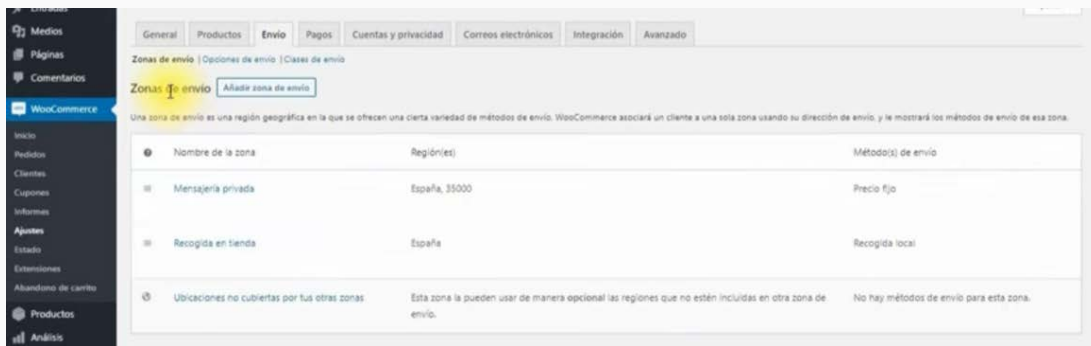 Entradas
Medios
Páginas
Comentarios
WooCommerce
Inicio
Pedidos
Clientes
Cupones
Informes
Ajustes
Estado
Extensiones
Abandono de carrito
Productos
Análisis
General Productos Envío Pagos Cuentas y privacidad Correos electrónicos Integración Avanzado
Zonas de envío | Opciones de envío | Clases de envío
Zonas de envío Añadir zona de envío
Una zona de envío es una región geográfica en la que se ofrecen una cierta variedad de métodos de envío. WooCommerce asociará un cliente a una sola zona usando su dirección de envío, y le mostrará los métodos de envío de esa zona.
Nombre de la zona Región(es) Método(s) de envío
Mensajería privada España, 35000 Precio fijo
Recogida en tienda España Recogida local
Ubicaciones no cubiertas por tus otras zonas Esta zona la pueden usar de manera opcional las regiones que no estén incluidas en otra zona de No hay métodos de envío para esta zona.
envío.